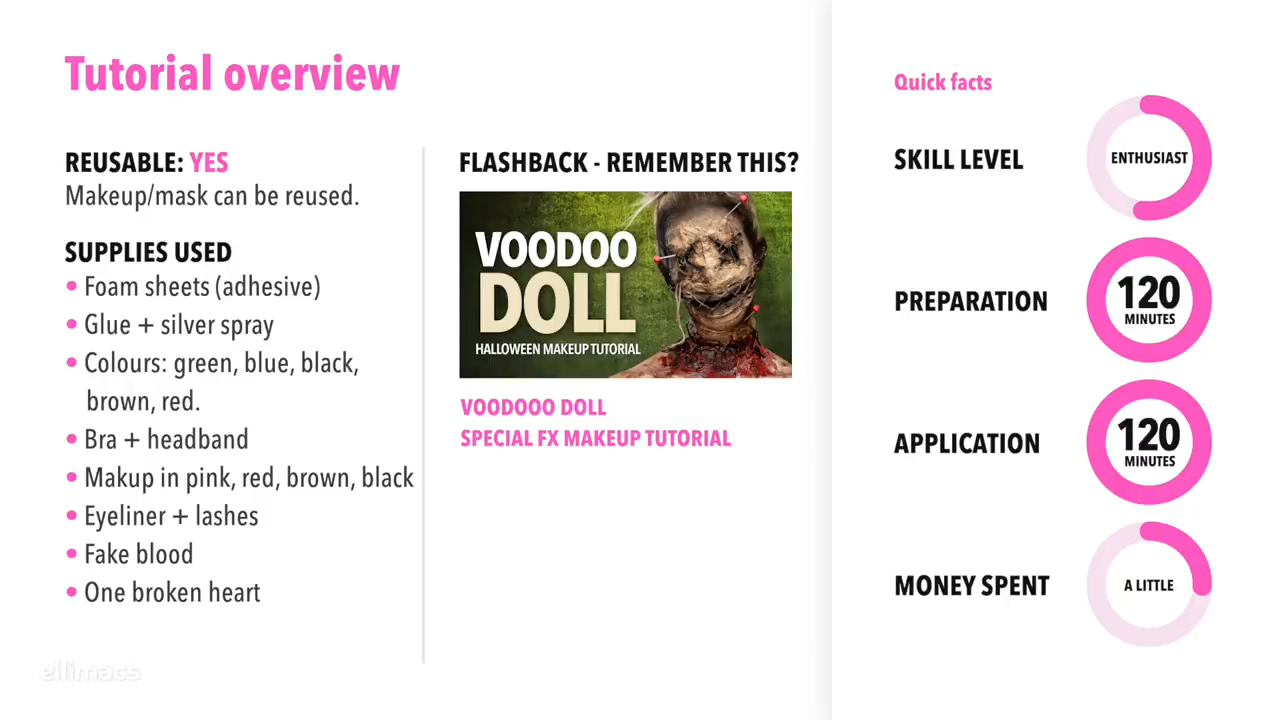 Tutorial overview
REUSABLE: YES
Makeup/mask can be reused.
SUPPLIES USED
• Foam sheets (adhesive)
• Glue + silver spray
• Colours: green, blue, black,
brown, red.
• Bra + headband
• Makup in pink, red, brown, black
• Eyeliner + lashes
• Fake blood
• One broken heart
ellimacs
FLASHBACK - REMEMBER THIS?
VOODOO
DOLL
HALLOWEEN MAKEUP TUTORIAL
VOODOOO DOLL
SPECIAL FX MAKEUP TUTORIAL
Quick facts
SKILL LEVEL
ENTHUSIAST
PREPARATION
120
MINUTES
APPLICATION
120
MINUTES
MONEY SPENT
A LITTLE